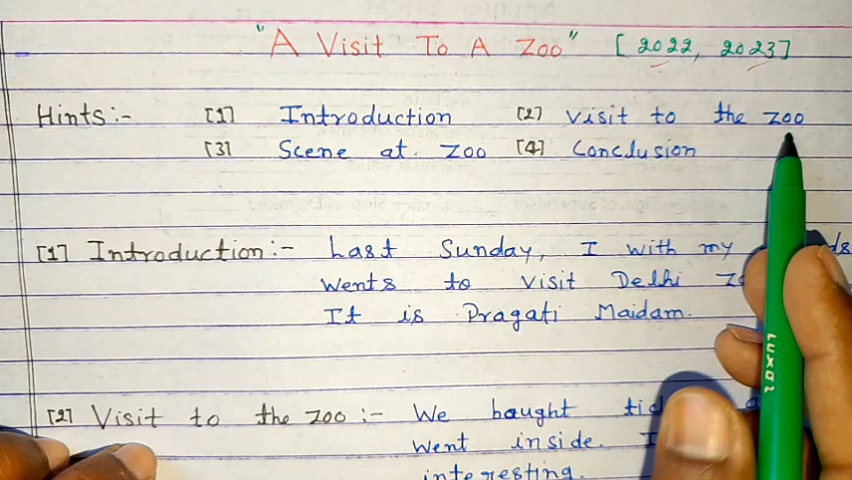 "A Visit To A Zoo" [2022, 2023]
Hints:- [1] Introduction [2] Visit to the zoo
[3] Scene at. zoo [4] Conclusion
[1] Introduction:- Last Sunday, I with my
wents to visit Delhi
It is Pragati Maidam.
[2] Visit to the zoo:- We bought
went inside.
interesting.
LUXOR